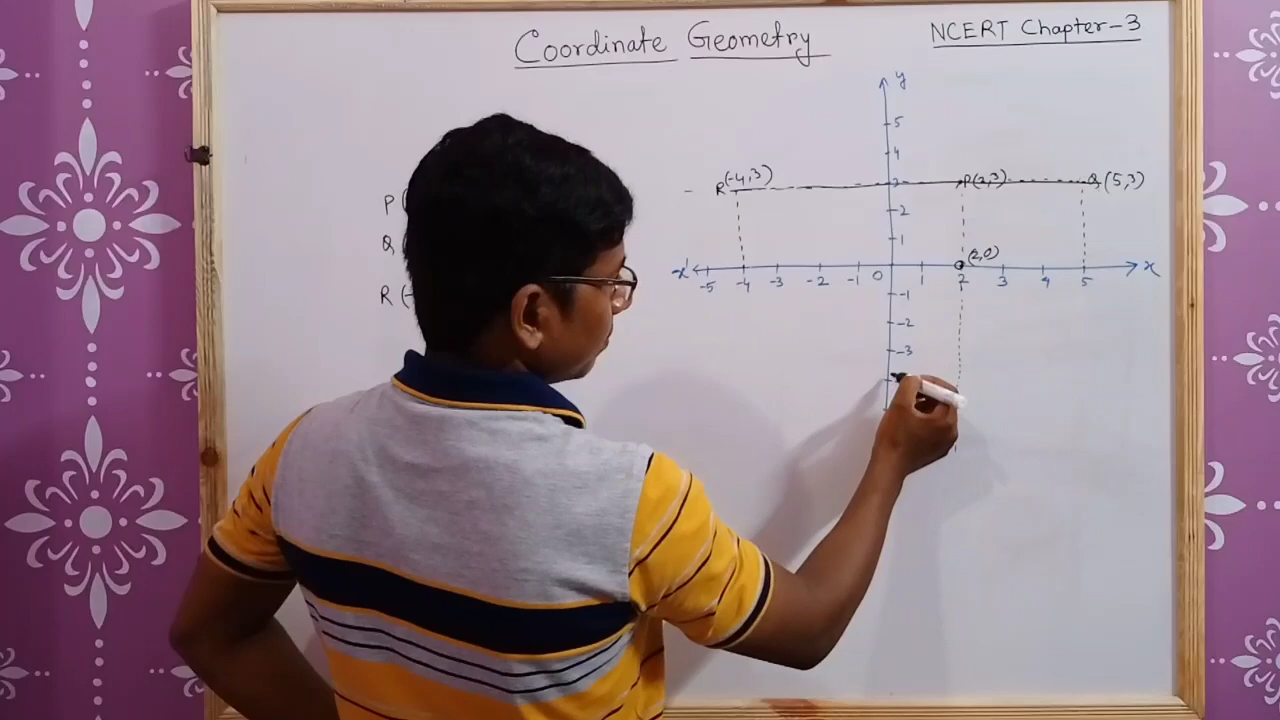 Coordinate Geometry
NCERT Chapter-3
y
5
4
R(-4,3) P(2,3) Q(5,3)
P(
2
Q(
1
(2,0)
x' -5 -4 -3 -2 -1 0 1 2 3 4 5 x
R(-
-1
-2
-3